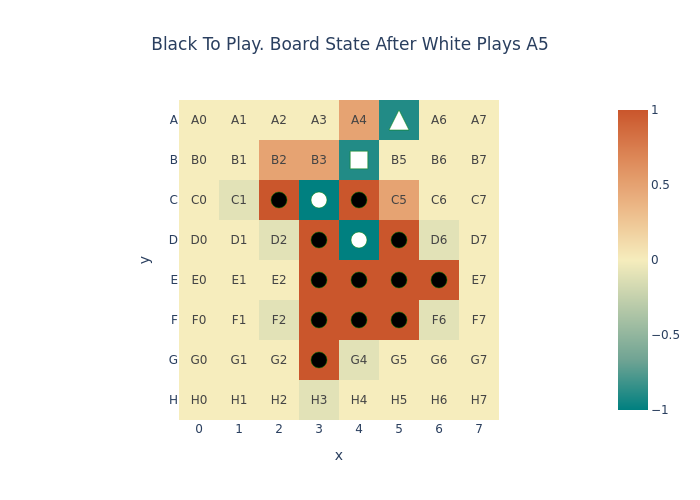 Black To Play. Board State After White Plays A5
A A0 A1 A2 A3 A4 A6 A7
B B0 B1 B2 B3 B5 B6 B7
C C0 C1 C5 C6 C7
D D0 D1 D2 D6 D7
E E0 E1 E2 E7
F F0 F1 F2 F6 F7
G G0 G1 G2 G4 G5 G6 G7
H H0 H1 H2 H3 H4 H5 H6 H7
0 1 2 3 4 5 6 7
x
y
1
0.5
0
−0.5
−1